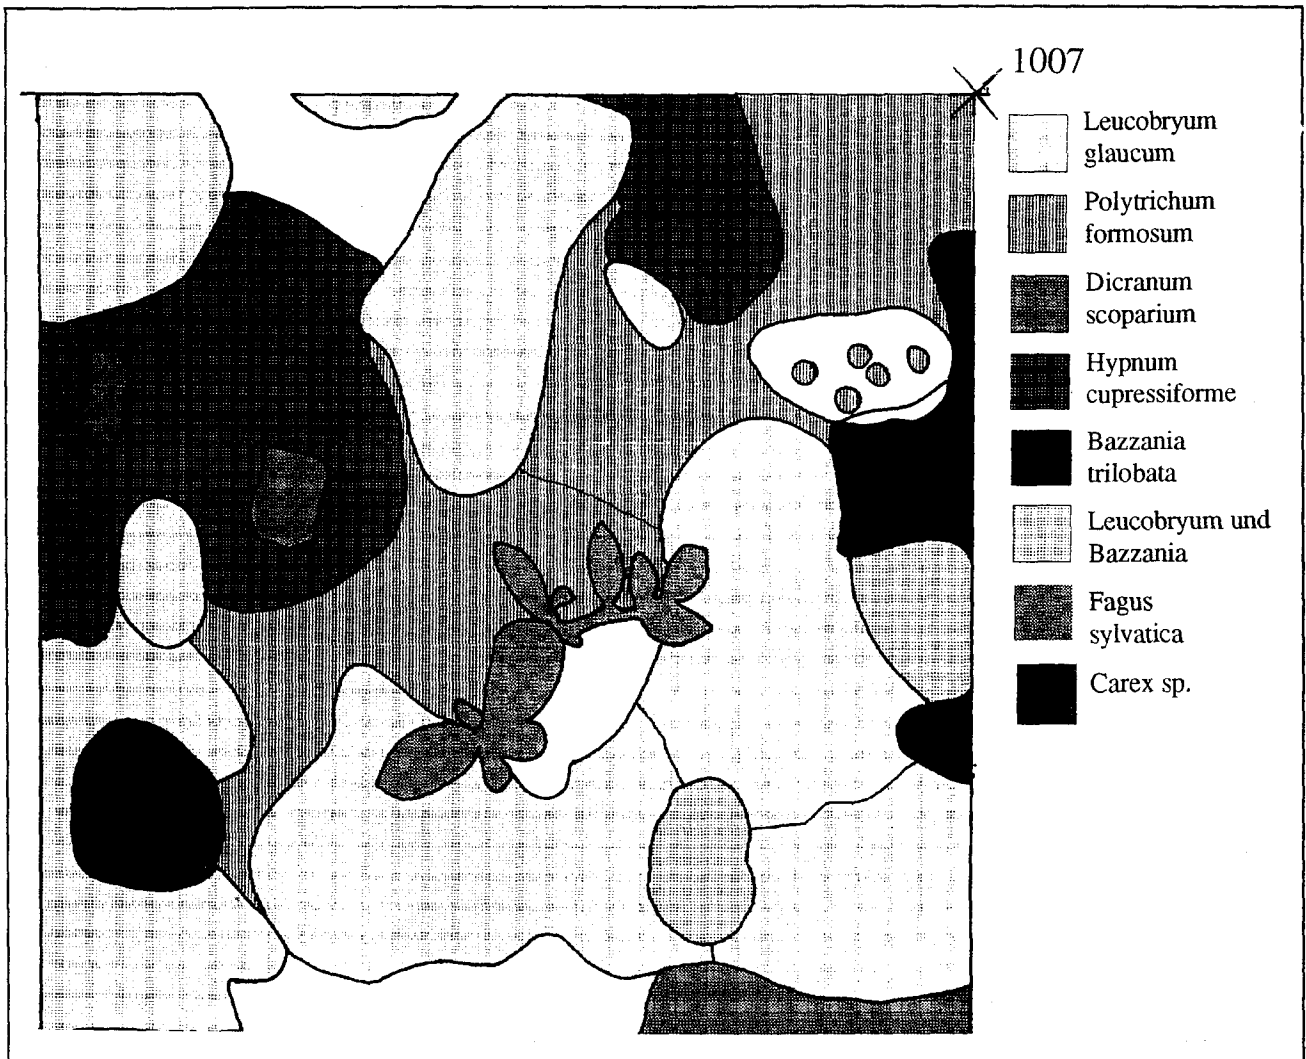 1007
Leucobryum
glaucum
Polytrichum
formosum
Dicranum
scoparium
Hypnum
cupressiforme
Bazzania
trilobata
Leucobryum und
Bazzania
Fagus
sylvatica
Carex sp.